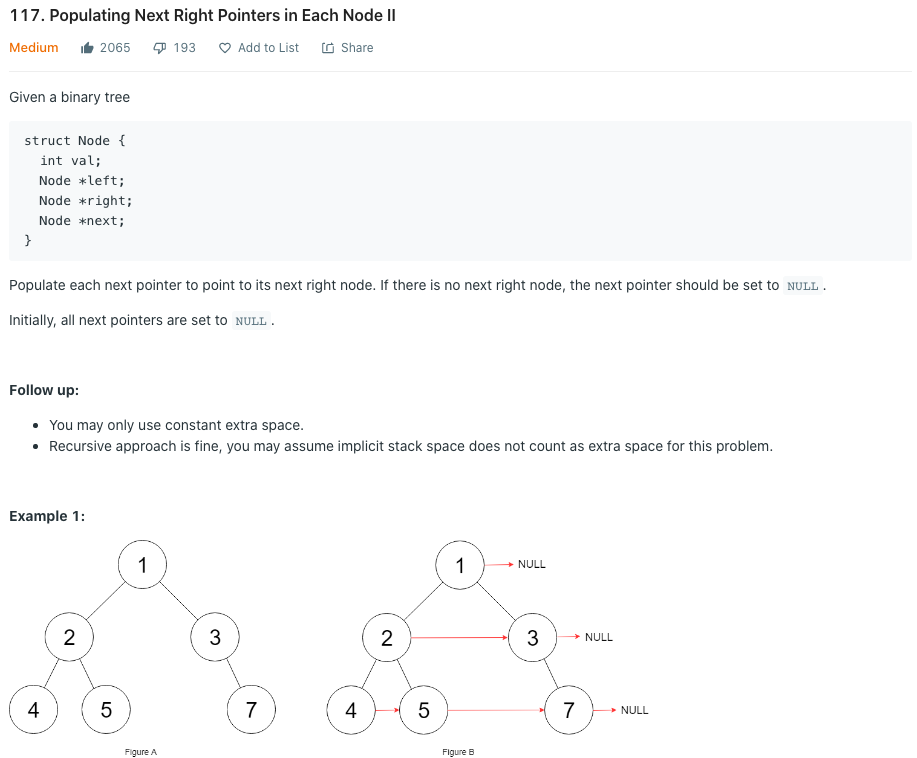 117. Populating Next Right Pointers in Each Node II
Medium 2065 193 Add to List Share
Given a binary tree
struct Node {
  int val;
  Node *left;
  Node *right;
  Node *next;
}
Populate each next pointer to point to its next right node. If there is no next right node, the next pointer should be set to NULL .
Initially, all next pointers are set to NULL .
Follow up:
• You may only use constant extra space.
• Recursive approach is fine, you may assume implicit stack space does not count as extra space for this problem.
Example 1:
1 1 NULL
2 3 2 3 NULL
4 5 7 4 5 7 NULL
Figure A Figure B